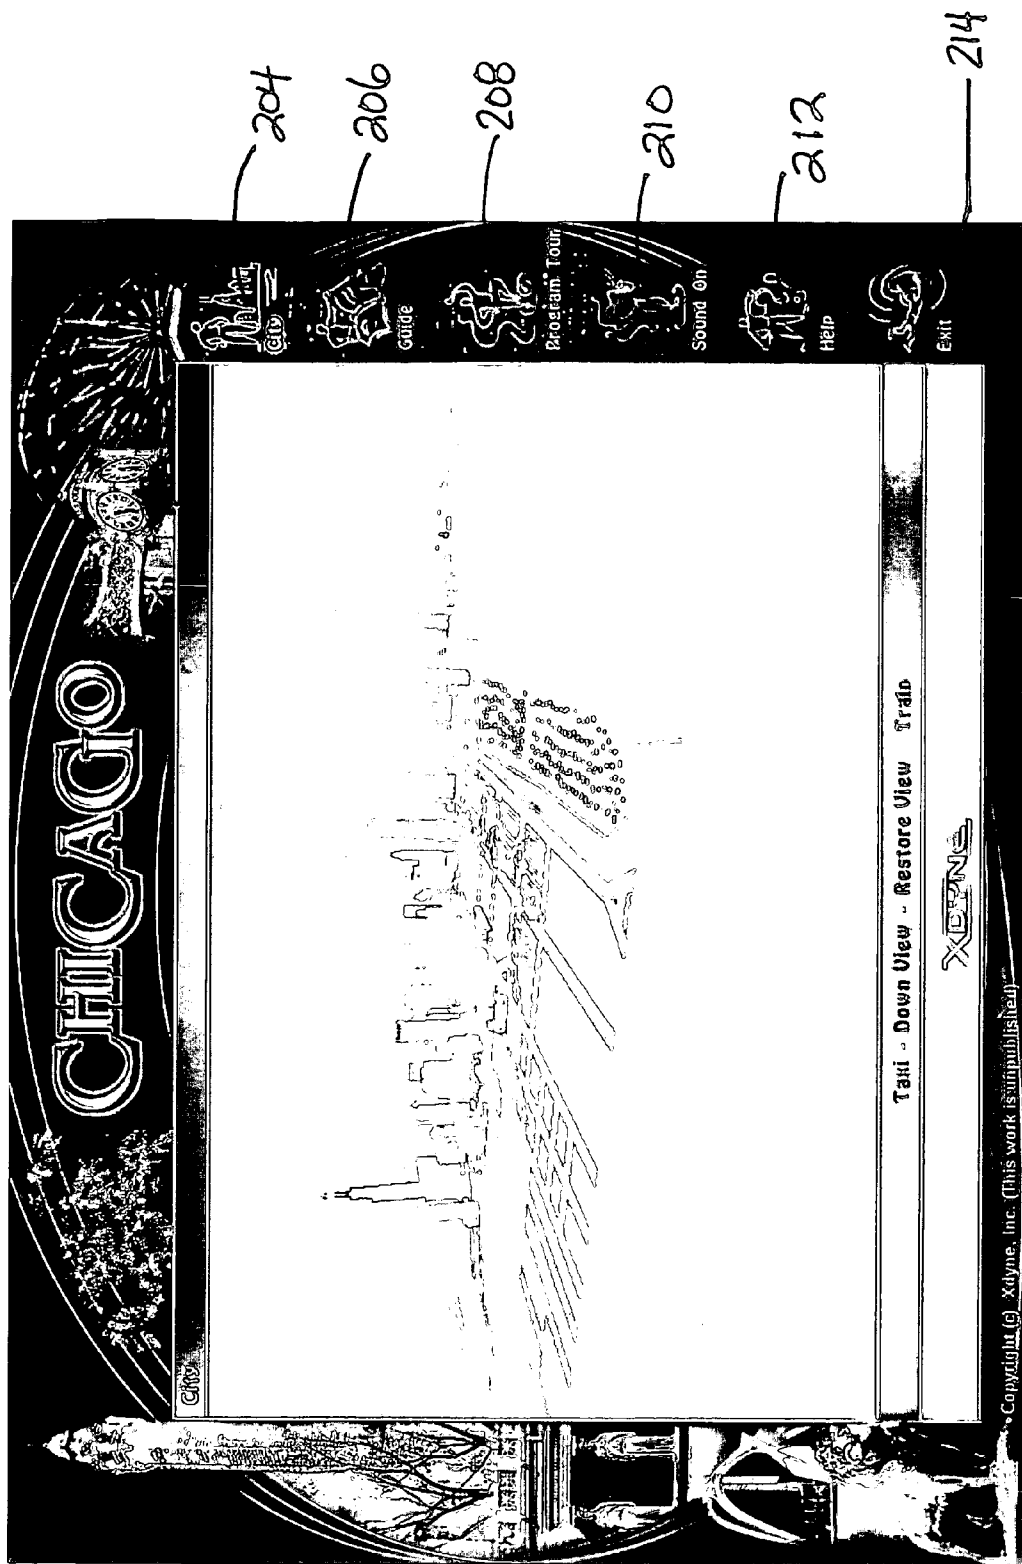 CHICAGO
City
City
Guide
Program Tour
Sound On
Help
Exit
Taxi - Down View - Restore View Train
XDYNE
Copyright (c) Xdyne, Inc. (This work is unpublished)
204
206
208
210
212
214